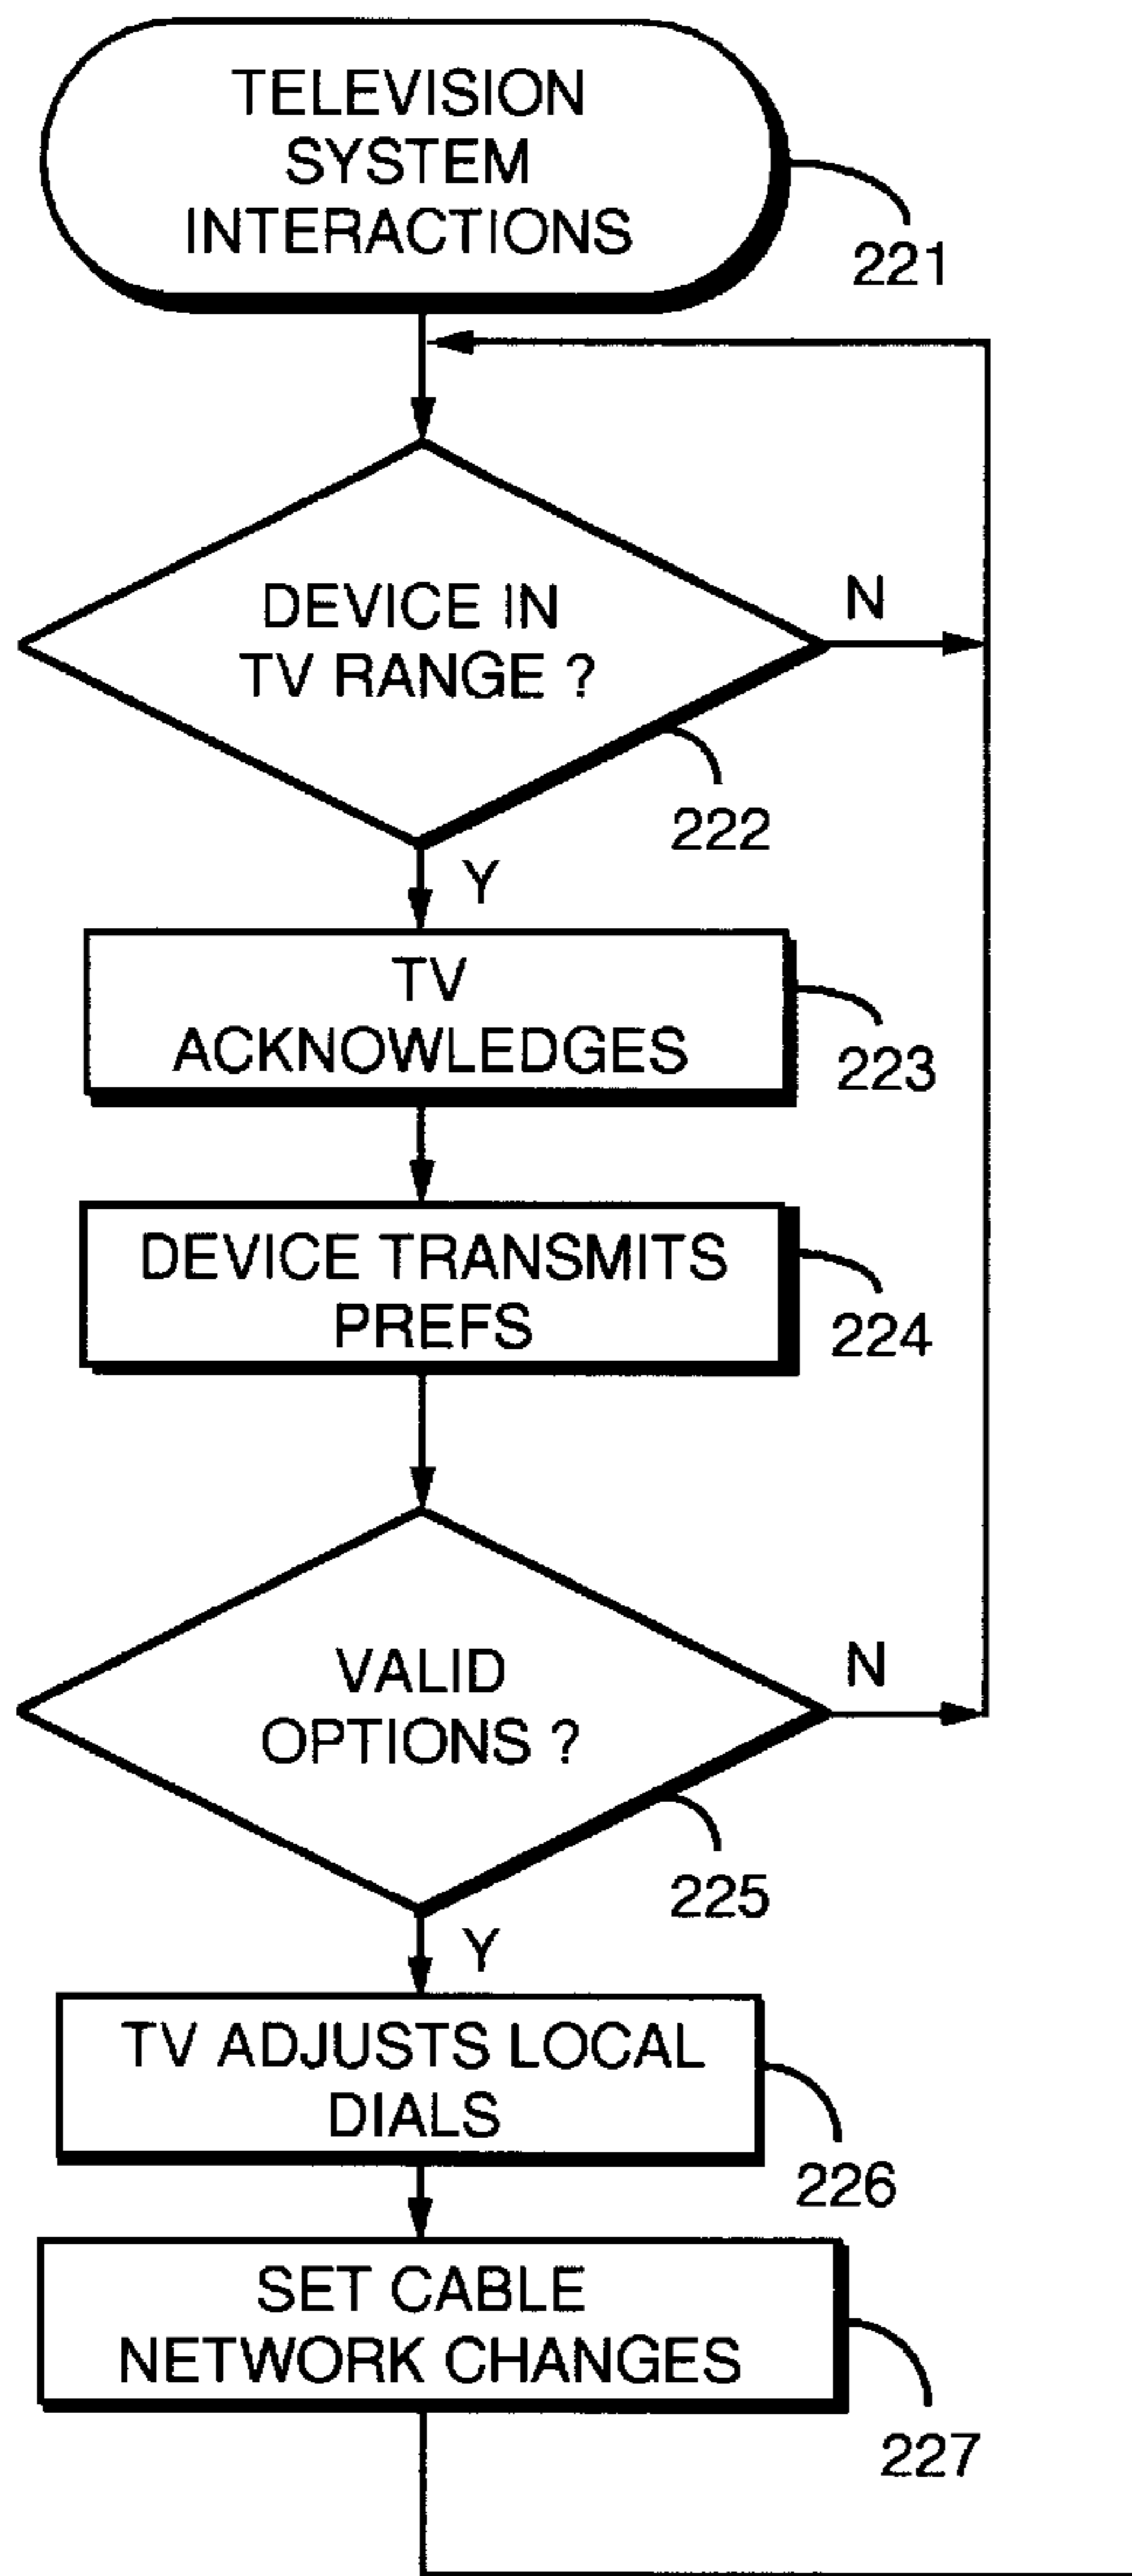 TELEVISION
SYSTEM
INTERACTIONS
221
DEVICE IN
TV RANGE ?
N
222
Y
TV
ACKNOWLEDGES
223
DEVICE TRANSMITS
PREFS
224
VALID
OPTIONS ?
N
225
Y
TV ADJUSTS LOCAL
DIALS
226
SET CABLE
NETWORK CHANGES
227